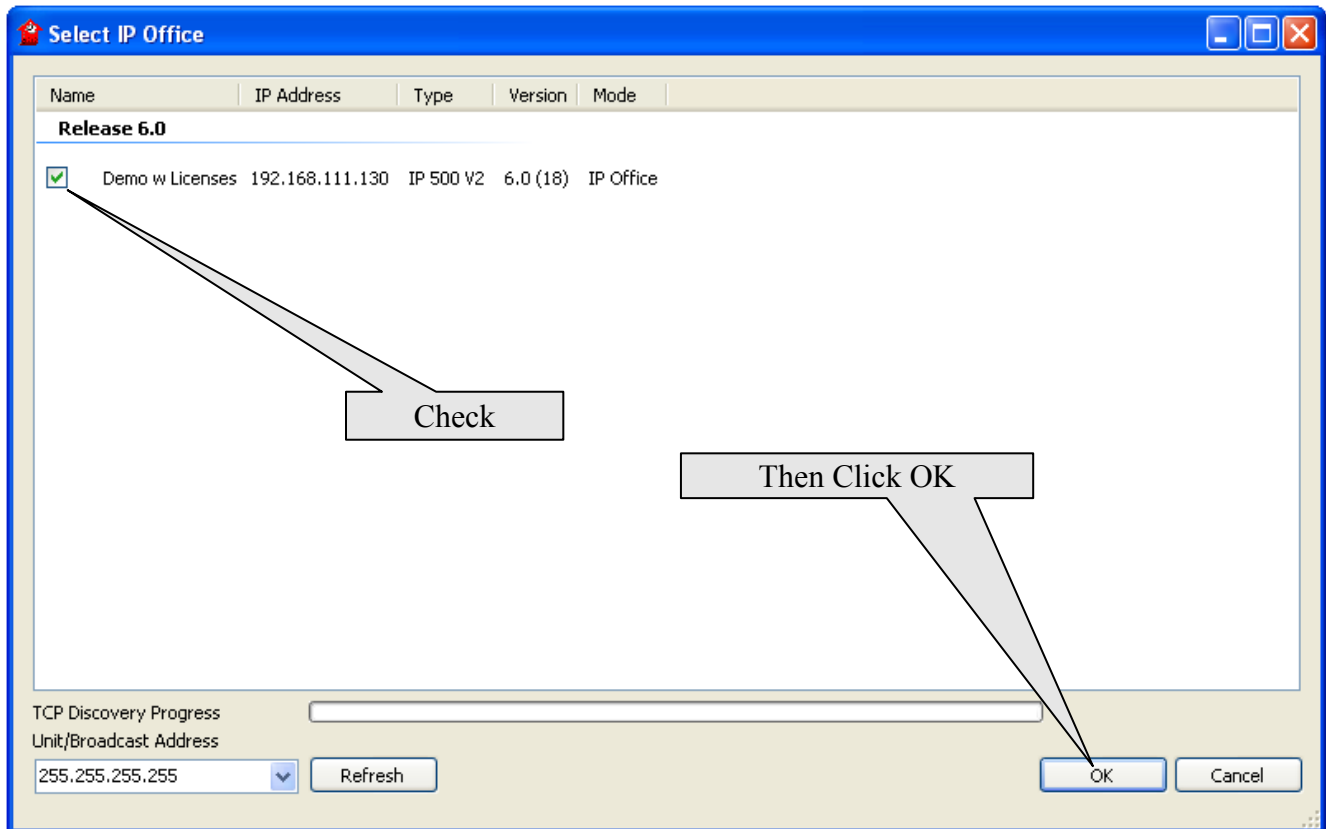 Select IP Office
Name IP Address Type Version Mode
Release 6.0
Demo w Licenses 192.168.111.130 IP 500 V2 6.0 (18) IP Office
Check
Then Click OK
TCP Discovery Progress
Unit/Broadcast Address
255.255.255.255 Refresh OK Cancel